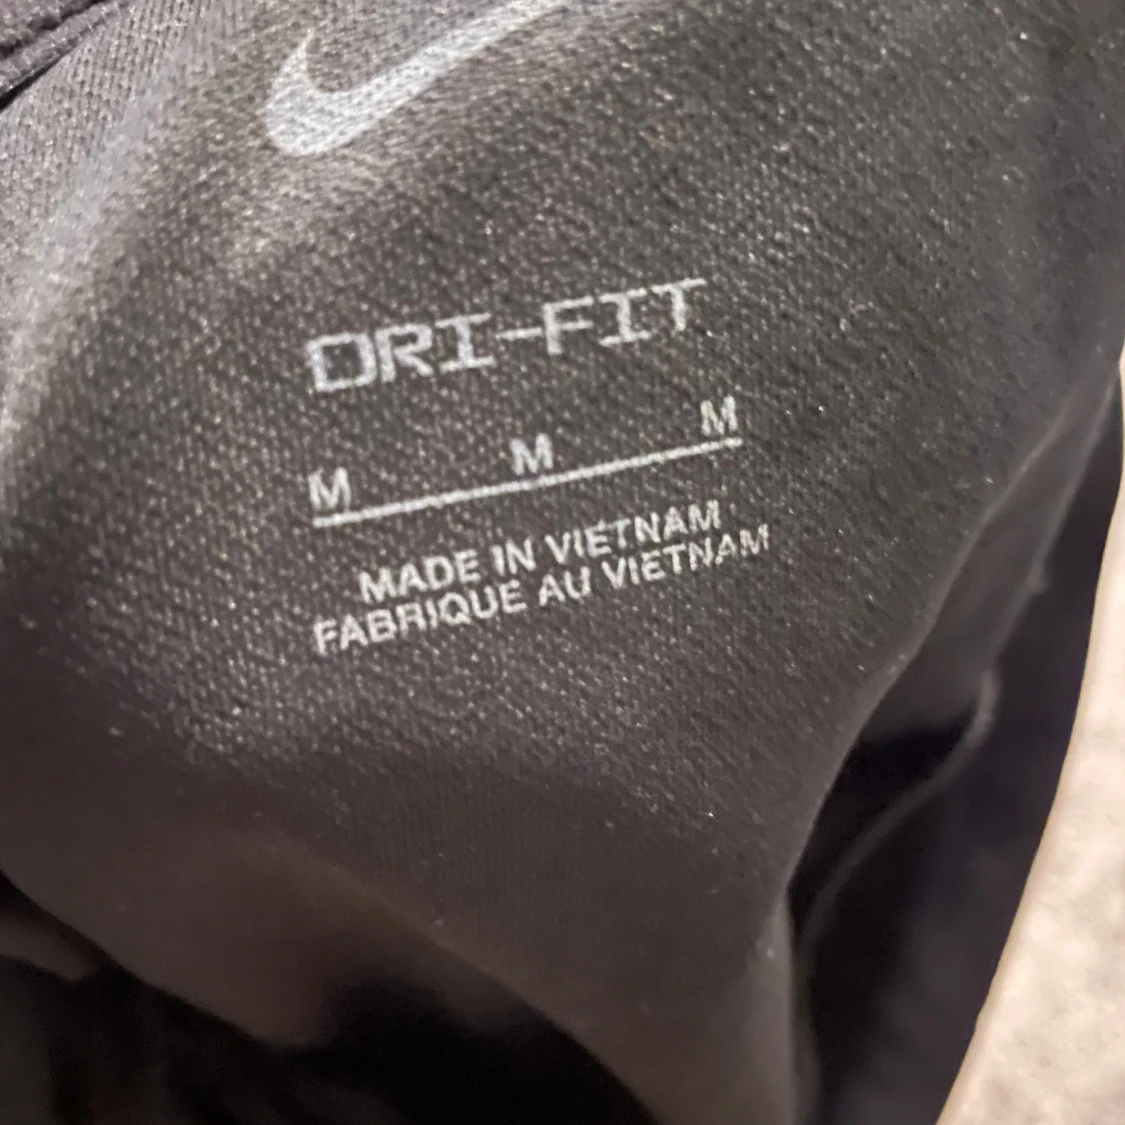 DRI-FIT
M M M
MADE IN VIETNAM
FABRIQUE AU VIETNAM